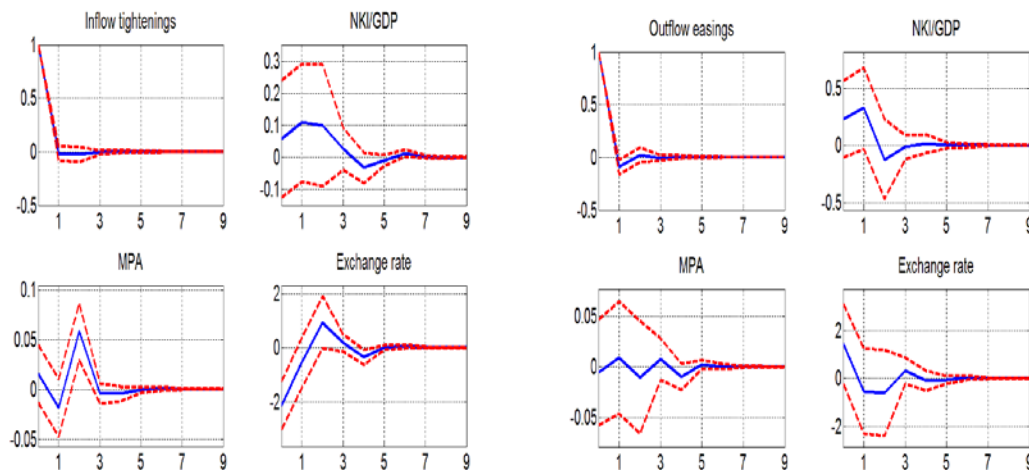 Inflow tightenings
1
0.5
0
-0.5
1 3 5 7 9
NKI/GDP
0.3
0.2
0.1
0
-0.1
1 3 5 7 9
Outflow easings
1
0.5
0
-0.5
1 3 5 7 9
NKI/GDP
0.5
0
-0.5
1 3 5 7 9
MPA
0.1
0.05
0
-0.05
1 3 5 7 9
Exchange rate
2
0
-2
1 3 5 7 9
MPA
0.05
0
-0.05
1 3 5 7 9
Exchange rate
2
0
-2
1 3 5 7 9